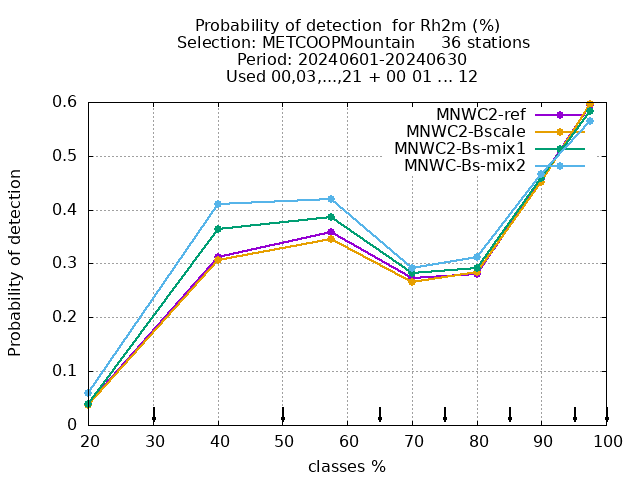 Probability of detection  for Rh2m (%)
Selection: METCOOPMountain     36 stations
Period: 20240601-20240630
Used 00,03,...,21 + 00 01 ... 12
MNWC2-ref
MNWC2-Bscale
MNWC2-Bs-mix1
MNWC-Bs-mix2
Probability of detection
0.6
0.5
0.4
0.3
0.2
0.1
0
20 30 40 50 60 70 80 90 100
classes %